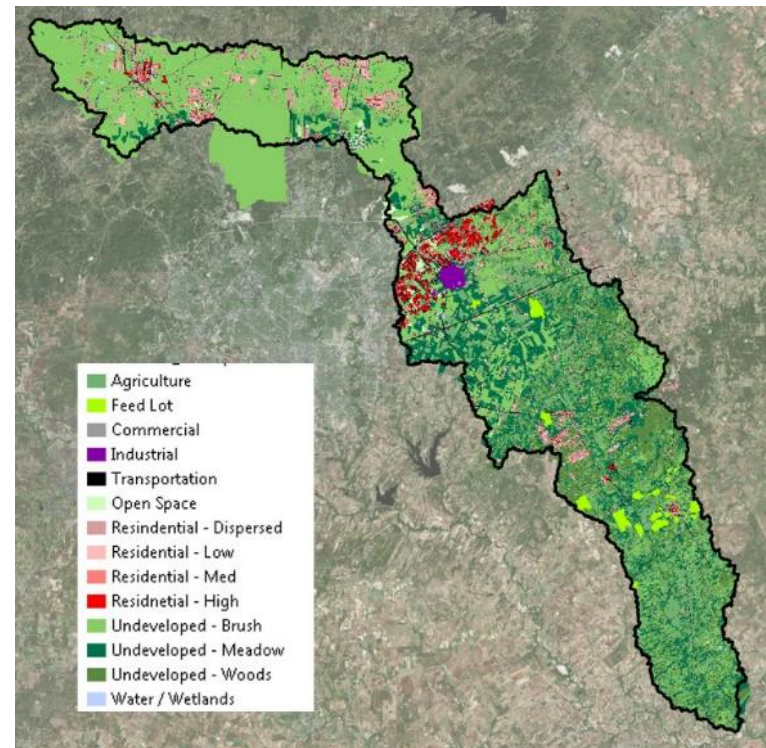 Agriculture
Feed Lot
Commercial
Industrial
Transportation
Open Space
Resindential - Dispersed
Residential - Low
Residential - Med
Residnetial - High
Undeveloped - Brush
Undeveloped - Meadow
Undeveloped - Woods
Water / Wetlands